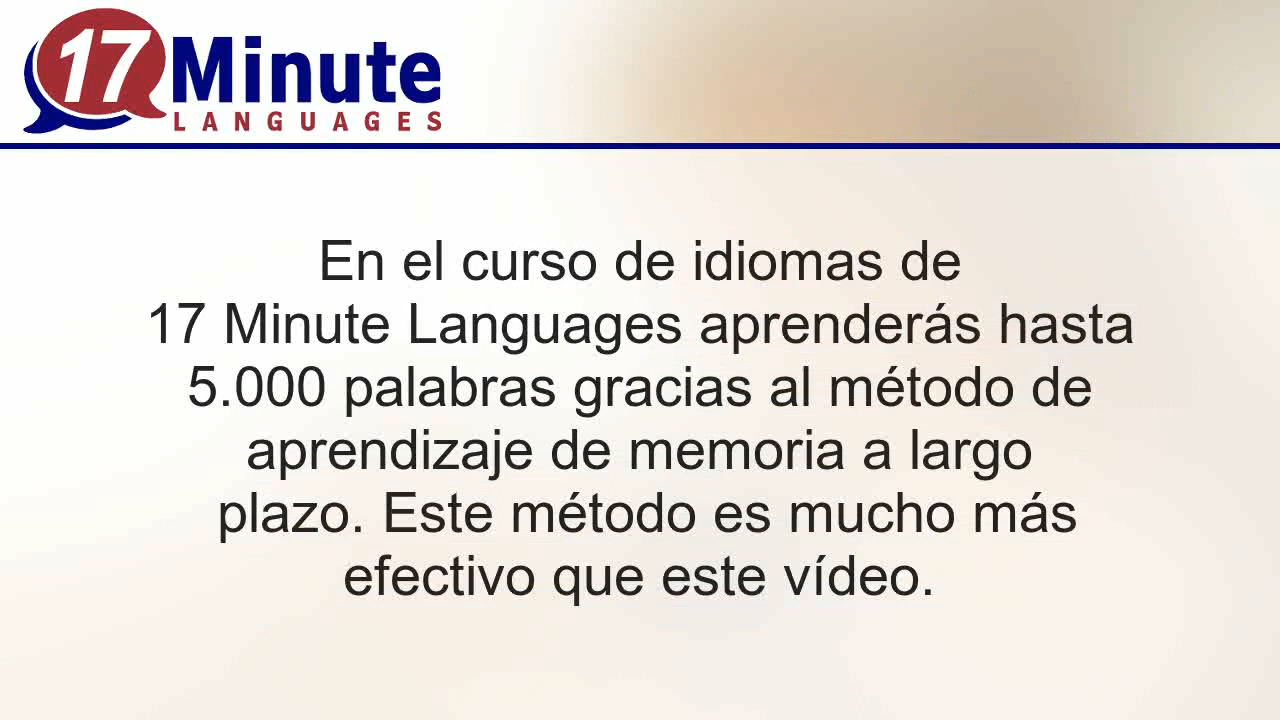 17 Minute
LANGUAGES
En el curso de idiomas de
17 Minute Languages aprenderás hasta
5.000 palabras gracias al método de
aprendizaje de memoria a largo
plazo. Este método es mucho más
efectivo que este vídeo.